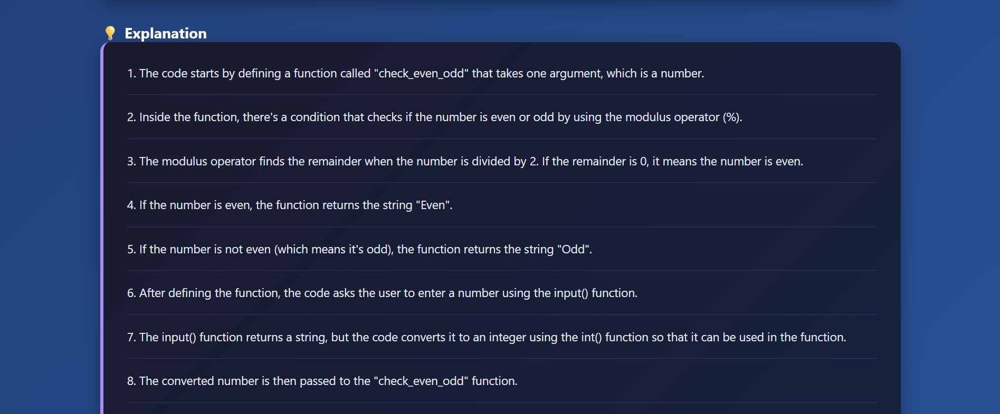 💡 Explanation
1. The code starts by defining a function called "check_even_odd" that takes one argument, which is a number.
2. Inside the function, there's a condition that checks if the number is even or odd by using the modulus operator (%).
3. The modulus operator finds the remainder when the number is divided by 2. If the remainder is 0, it means the number is even.
4. If the number is even, the function returns the string "Even".
5. If the number is not even (which means it's odd), the function returns the string "Odd".
6. After defining the function, the code asks the user to enter a number using the input() function.
7. The input() function returns a string, but the code converts it to an integer using the int() function so that it can be used in the function.
8. The converted number is then passed to the "check_even_odd" function.